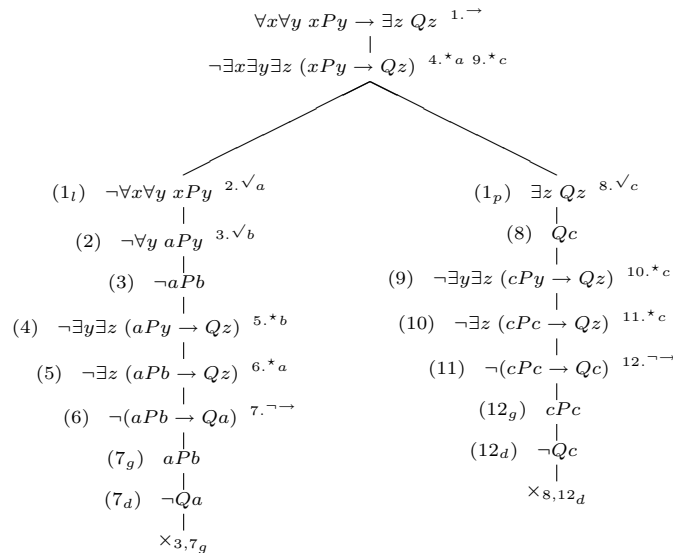 ∀x∀y xPy → ∃z Qz 1.→
¬∃x∃y∃z (xPy → Qz) 4.⋆a 9.⋆c
(1l) ¬∀x∀y xPy 2.√a
(2) ¬∀y aPy 3.√b
(3) ¬aPb
(4) ¬∃y∃z (aPy → Qz) 5.⋆b
(5) ¬∃z (aPb → Qz) 6.⋆a
(6) ¬(aPb → Qa) 7.¬→
(7g) aPb
(7d) ¬Qa
×3,7g
(1p) ∃z Qz 8.√c
(8) Qc
(9) ¬∃y∃z (cPy → Qz) 10.⋆c
(10) ¬∃z (cPc → Qz) 11.⋆c
(11) ¬(cPc → Qc) 12.¬→
(12g) cPc
(12d) ¬Qc
×8,12d